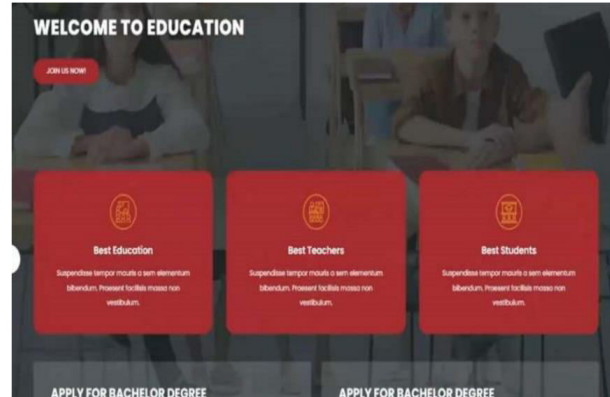 WELCOME TO EDUCATION
JOIN US NOW!
Best Education
Suspendisse tempor mauris a sem elementum
bibendum. Praesent facilisis massa non
vestibulum.
Best Teachers
Suspendisse tempor mauris a sem elementum
bibendum. Praesent facilisis massa non
vestibulum.
Best Students
Suspendisse tempor mauris a sem elementum
bibendum. Praesent facilisis massa non
vestibulum.
APPLY FOR BACHELOR DEGREE
APPLY FOR BACHELOR DEGREE